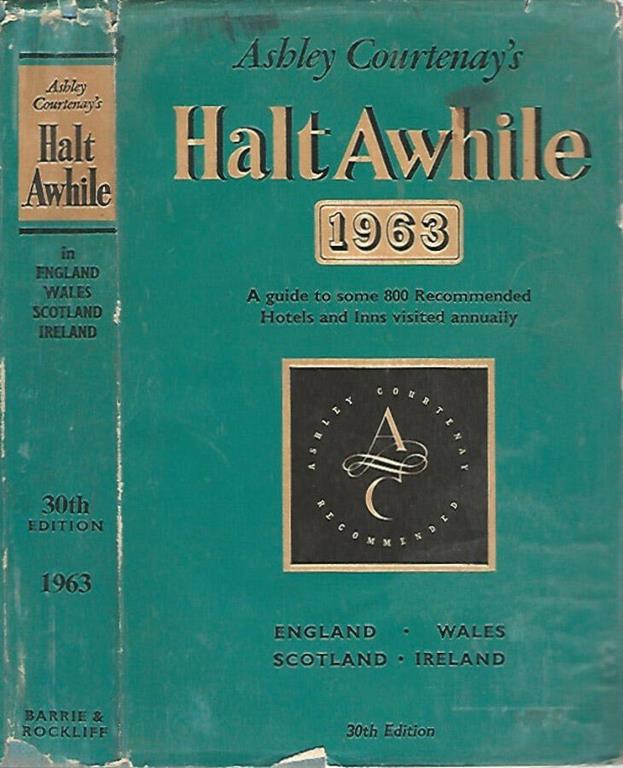 Ashley
Courtenay's
Halt
Awhile
in
ENGLAND
WALES
SCOTLAND
IRELAND
30th
EDITION
1963
BARRIE &
ROCKLIFF
Ashley Courtenay's
Halt Awhile
1963
A guide to some 800 Recommended
Hotels and Inns visited annually
ASHLEY COURTENAY
A
C
RECOMMENDED
ENGLAND · WALES
SCOTLAND · IRELAND
30th Edition